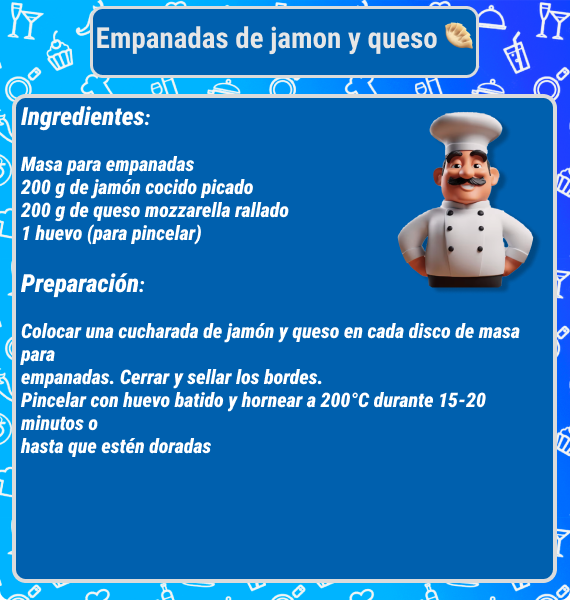 Empanadas de jamon y queso 🥟
Ingredientes:
Masa para empanadas
200 g de jamón cocido picado
200 g de queso mozzarella rallado
1 huevo (para pincelar)
Preparación:
Colocar una cucharada de jamón y queso en cada disco de masa
para
empanadas. Cerrar y sellar los bordes.
Pincelar con huevo batido y hornear a 200°C durante 15-20
minutos o
hasta que estén doradas